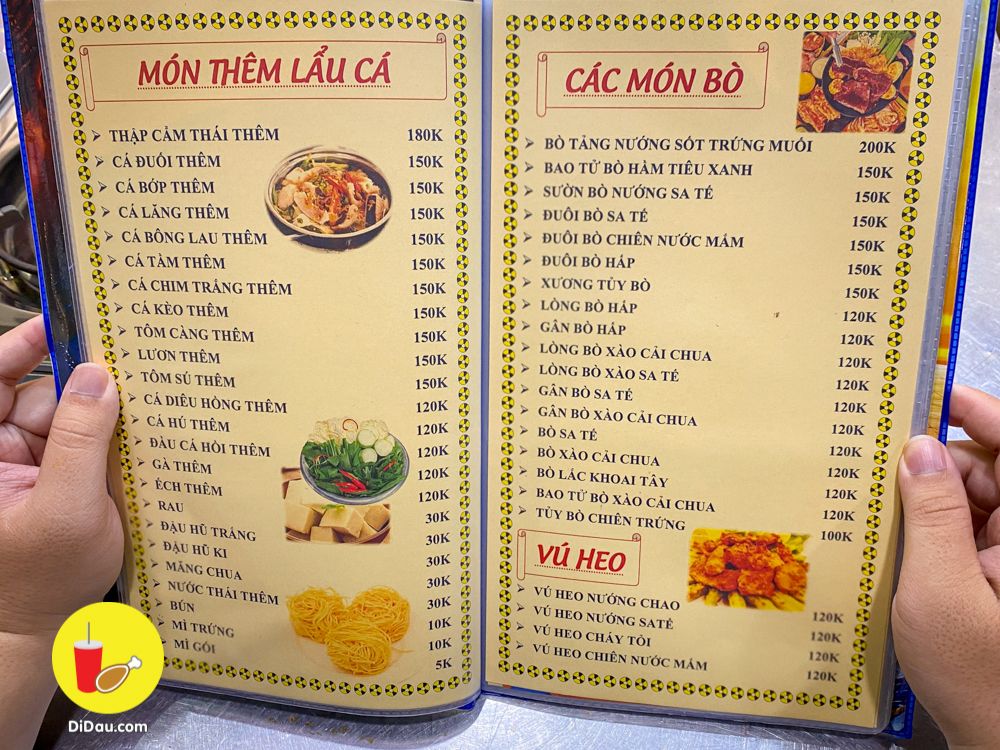 MÓN THÊM LẨU CÁ
THẬP CẨM THÁI THÊM 180K
CÁ ĐUỐI THÊM 150K
CÁ BỚP THÊM 150K
CÁ LĂNG THÊM 150K
CÁ BÔNG LAU THÊM 150K
CÁ TẦM THÊM 150K
CÁ CHIM TRẮNG THÊM 150K
CÁ KÈO THÊM 150K
TÔM CÀNG THÊM 150K
LƯƠN THÊM 150K
TÔM SÚ THÊM 150K
CÁ DIÊU HỒNG THÊM 120K
CÁ HÚ THÊM 120K
ĐẦU CÁ HỒI THÊM 120K
GÀ THÊM 120K
ẾCH THÊM 120K
RAU 30K
ĐẬU HŨ TRẮNG 30K
ĐẬU HŨ KI 30K
MĂNG CHUA 30K
NƯỚC THÁI THÊM 30K
BÚN 10K
MÌ TRỨNG 10K
MÌ GÓI 5K
CÁC MÓN BÒ
BÒ TẢNG NƯỚNG SỐT TRỨNG MUỐI 200K
BAO TỬ BÒ HẦM TIÊU XANH 150K
SƯỜN BÒ NƯỚNG SA TẾ 150K
ĐUÔI BÒ SA TẾ 150K
ĐUÔI BÒ CHIÊN NƯỚC MẮM 150K
ĐUÔI BÒ HẤP 150K
XƯƠNG TỦY BÒ 150K
LÒNG BÒ HẤP 120K
GÂN BÒ HẤP 120K
LÒNG BÒ XÀO CẢI CHUA 120K
LÒNG BÒ XÀO SA TẾ 120K
GÂN BÒ SA TẾ 120K
GÂN BÒ XÀO CẢI CHUA 120K
BÒ SA TẾ 120K
BÒ XÀO CẢI CHUA 120K
BÒ LẮC KHOAI TÂY 120K
BAO TỬ BÒ XÀO CẢI CHUA 120K
TỦY BÒ CHIÊN TRỨNG 100K
VÚ HEO
VÚ HEO NƯỚNG CHAO 120K
VÚ HEO NƯỚNG SATẾ 120K
VÚ HEO CHÁY TỎI 120K
VÚ HEO CHIÊN NƯỚC MẮM 120K
DiDau.com